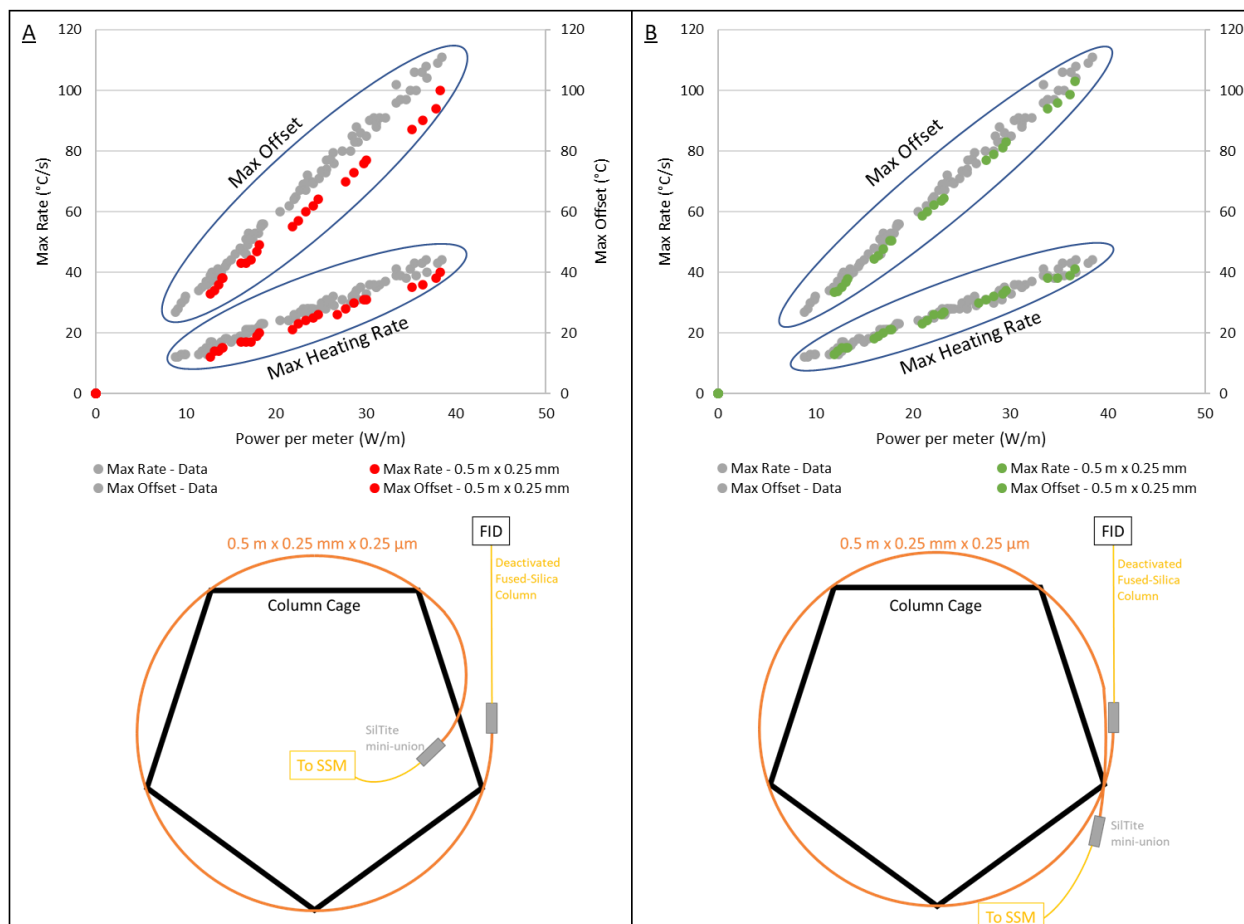 A
120
100
80
60
40
20
0
Max Rate (°C/s)
120
100
80
60
40
20
0
Max Offset (°C)
Max Offset
Max Heating Rate
0 10 20 30 40 50
Power per meter (W/m)
Max Rate - Data
Max Rate - 0.5 m x 0.25 mm
Max Offset - Data
Max Offset - 0.5 m x 0.25 mm
0.5 m x 0.25 mm x 0.25 µm
FID
Deactivated
Fused-Silica
Column
Column Cage
SilTite
mini-union
To SSM
B
120
100
80
60
40
20
0
Max Rate (°C/s)
120
100
80
60
40
20
0
Max Offset (°C)
Max Offset
Max Heating Rate
0 10 20 30 40 50
Power per meter (W/m)
Max Rate - Data
Max Rate - 0.5 m x 0.25 mm
Max Offset - Data
Max Offset - 0.5 m x 0.25 mm
0.5 m x 0.25 mm x 0.25 µm
FID
Deactivated
Fused-Silica
Column
Column Cage
SilTite
mini-union
To SSM